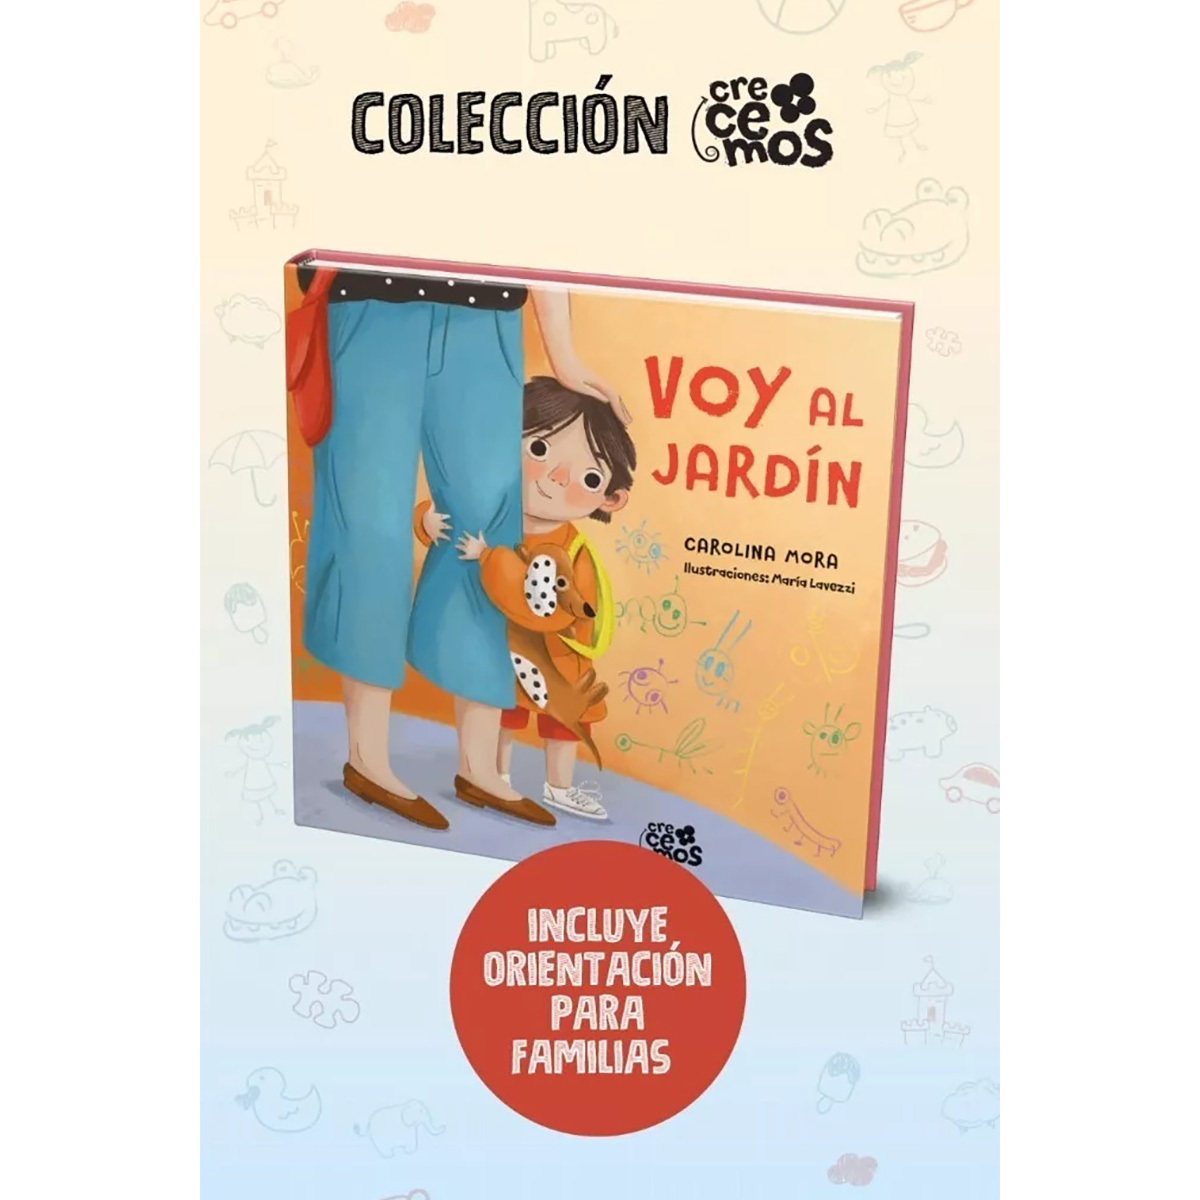 COLECCIÓN
cre
ce
mos
VOY AL
JARDÍN
CAROLINA MORA
Ilustraciones: María Lavezzi
cre
ce
mos
INCLUYE
ORIENTACIÓN
PARA
FAMILIAS